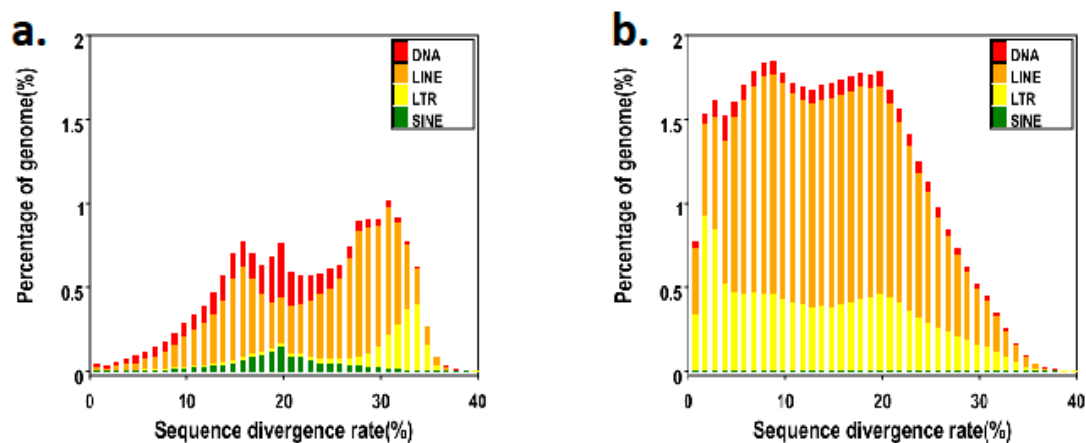 a.
Percentage of genome(%)
2
1.5
1
0.5
0
DNA
LINE
LTR
SINE
0 10 20 30 40
Sequence divergence rate(%)
b.
Percentage of genome(%)
2
1.5
1
0.5
0
DNA
LINE
LTR
SINE
0 10 20 30 40
Sequence divergence rate(%)